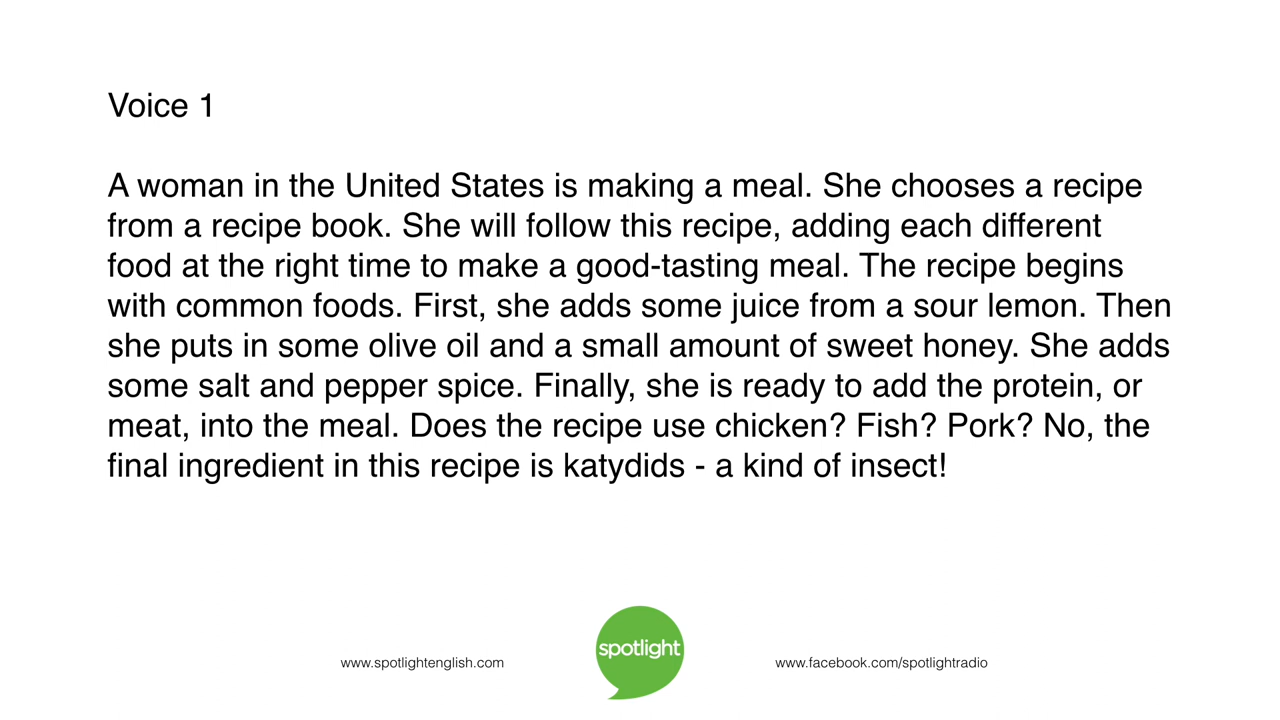 Voice 1
A woman in the United States is making a meal. She chooses a recipe
from a recipe book. She will follow this recipe, adding each different
food at the right time to make a good-tasting meal. The recipe begins
with common foods. First, she adds some juice from a sour lemon. Then
she puts in some olive oil and a small amount of sweet honey. She adds
some salt and pepper spice. Finally, she is ready to add the protein, or
meat, into the meal. Does the recipe use chicken? Fish? Pork? No, the
final ingredient in this recipe is katydids - a kind of insect!
www.spotlightenglish.com
spotlight
www.facebook.com/spotlightradio